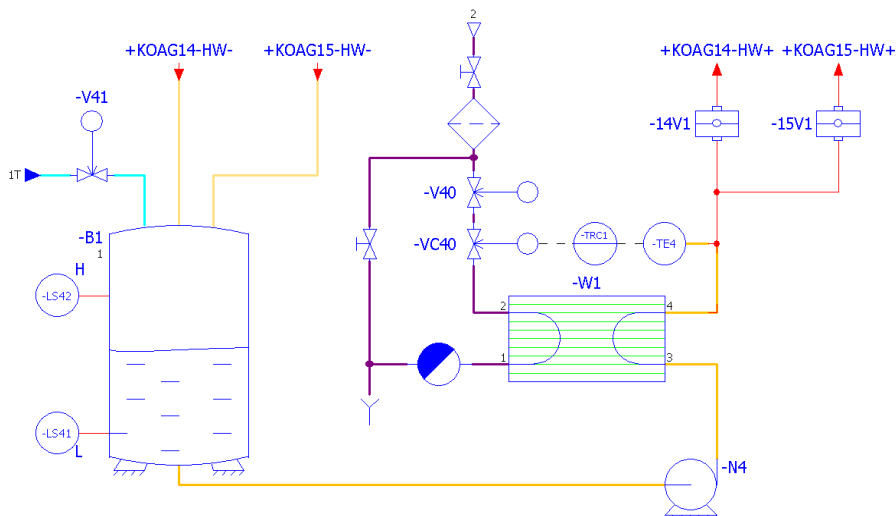 2
+KOAG14-HW-
+KOAG15-HW-
+KOAG14-HW+
+KOAG15-HW+
-V41
-14V1
-15V1
1T
-V40
-B1
1
-VC40
-TRC1
-TE4
H
-LS42
-W1
2
4
1
3
-LS41
L
-N4